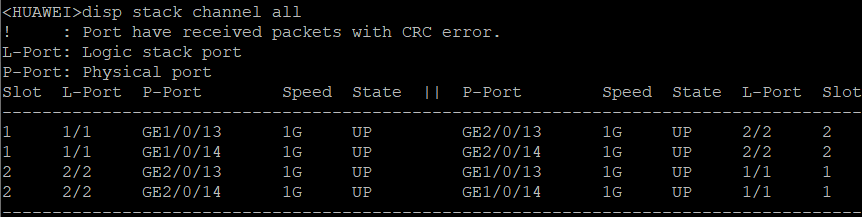 <HUAWEI>disp stack channel all
!     : Port have received packets with CRC error.
L-Port: Logic stack port
P-Port: Physical port
Slot  L-Port  P-Port          Speed  State  ||  P-Port          Speed  State  L-Port  Slot
--------------------------------------------------------------------------------------
1     1/1     GE1/0/13        1G     UP         GE2/0/13        1G     UP     2/2     2
1     1/1     GE1/0/14        1G     UP         GE2/0/14        1G     UP     2/2     2
2     2/2     GE2/0/13        1G     UP         GE1/0/13        1G     UP     1/1     1
2     2/2     GE2/0/14        1G     UP         GE1/0/14        1G     UP     1/1     1
--------------------------------------------------------------------------------------